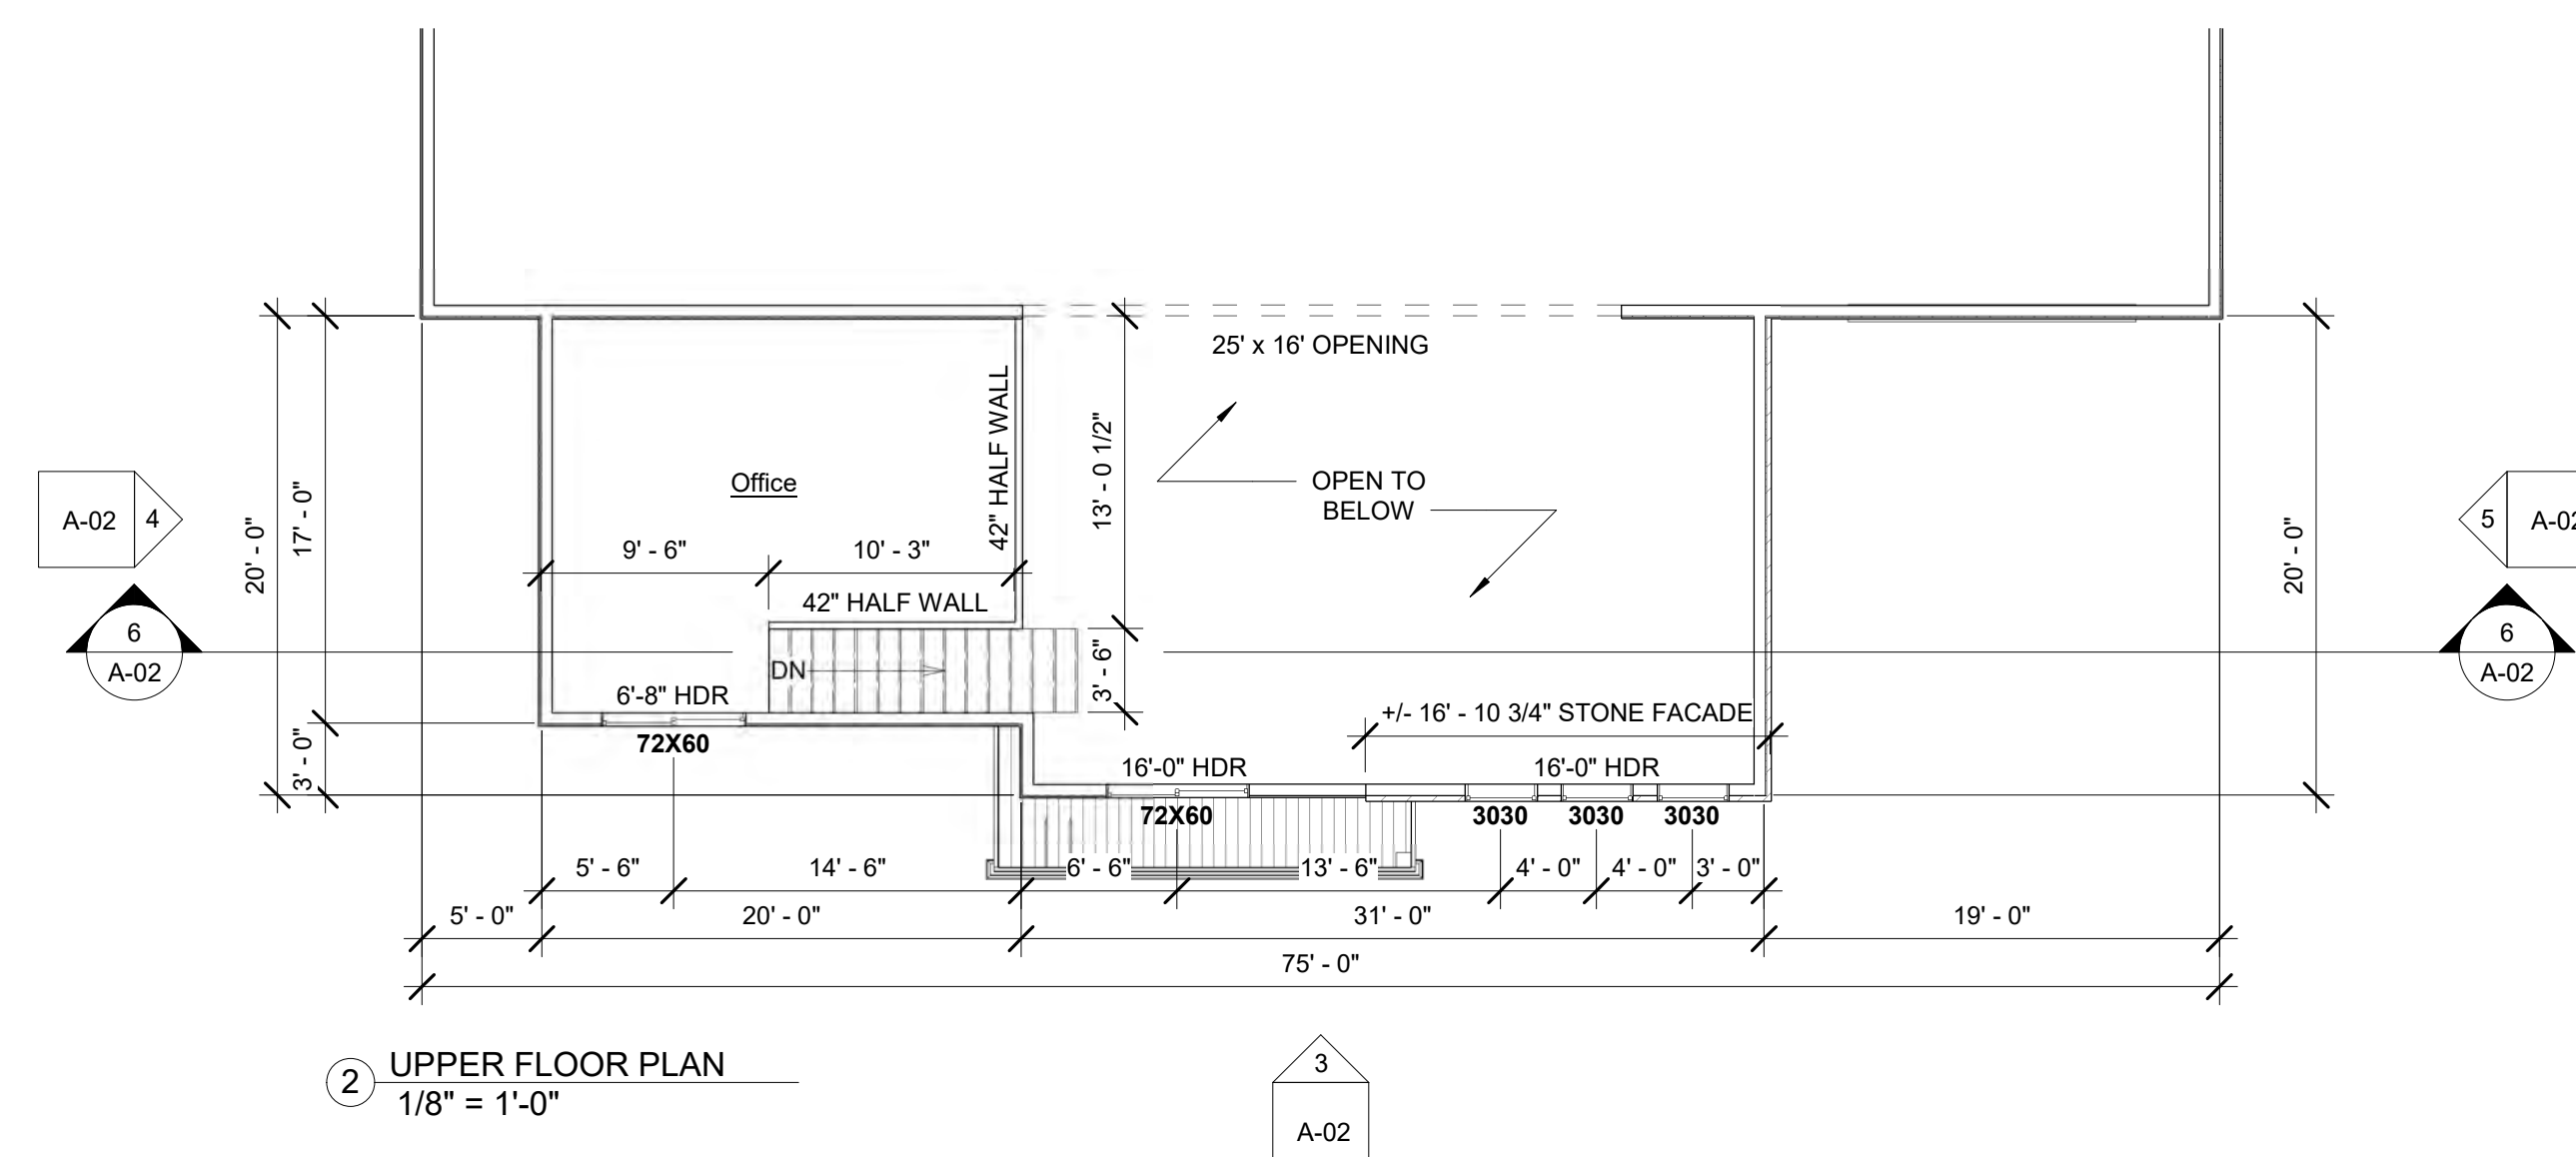 25' x 16' OPENING
42" HALF WALL
13' - 0 1/2"
OPEN TO
BELOW
Office
A-02
4
20' - 0"
17' - 0"
9' - 6"
10' - 3"
42" HALF WALL
5
A-02
20' - 0"
6
A-02
DN
3' - 6"
6
A-02
6'-8" HDR
72X60
3' - 0"
+/- 16' - 10 3/4" STONE FACADE
16'-0" HDR
16'-0" HDR
72X60
3030
3030
3030
5' - 6"
14' - 6"
6' - 6"
13' - 6"
4' - 0"
4' - 0"
3' - 0"
5' - 0"
20' - 0"
31' - 0"
19' - 0"
75' - 0"
2
UPPER FLOOR PLAN
1/8" = 1'-0"
3
A-02